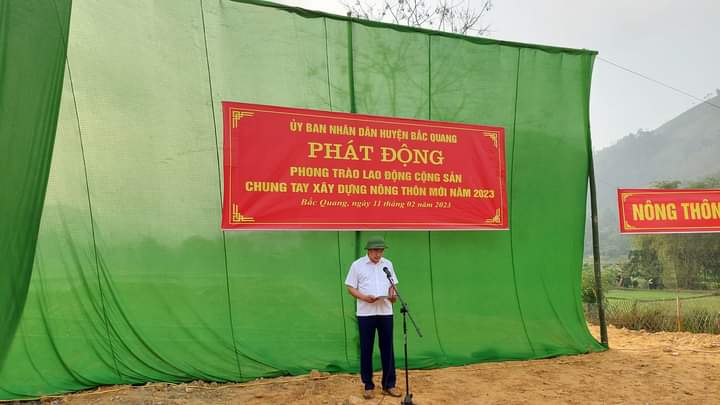 ỦY BAN NHÂN DÂN HUYỆN BẮC QUANG
PHÁT ĐỘNG
PHONG TRÀO LAO ĐỘNG CỘNG SẢN
CHUNG TAY XÂY DỰNG NÔNG THÔN MỚI NĂM 2023
Bắc Quang, ngày 11 tháng 02 năm 2023
NÔNG THÔN